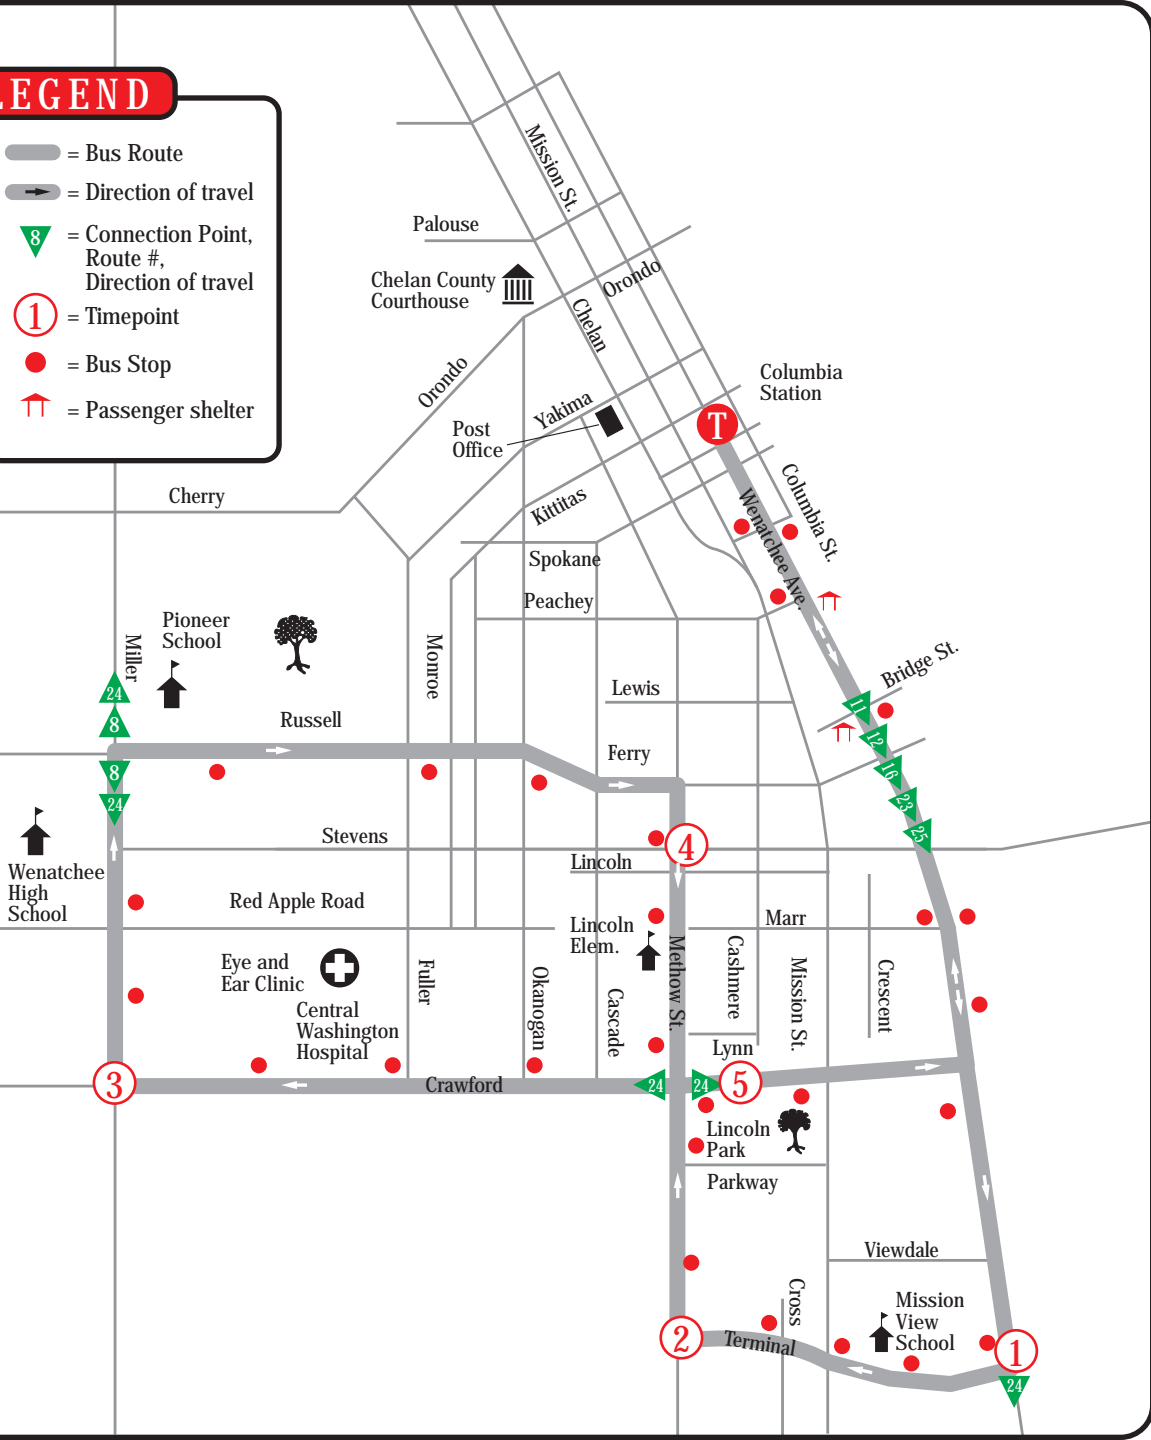 LEGEND
= Bus Route
= Direction of travel
8
= Connection Point,
Route #,
Direction of travel
1
= Timepoint
= Bus Stop
= Passenger shelter
Mission St.
Palouse
Chelan County
Courthouse
Orondo
Chelan
Orondo
Columbia
Station
Yakima
Post
Office
T
Kittitas
Cherry
Wenatchee Ave.
Columbia St.
Spokane
Peachey
Pioneer
School
Miller
Monroe
Bridge St.
24
8
Lewis
11
Russell
Ferry
12
8
16
24
23
25
Stevens
4
Lincoln
Wenatchee
High
School
Red Apple Road
Lincoln
Elem.
Marr
Eye and
Ear Clinic
Fuller
Okanogan
Cascade
Methow St.
Cashmere
Mission St.
Crescent
Central
Washington
Hospital
Lynn
3
Crawford
24
24
5
Lincoln
Park
Parkway
Viewdale
Cross
Mission
View
School
2
Terminal
1
24